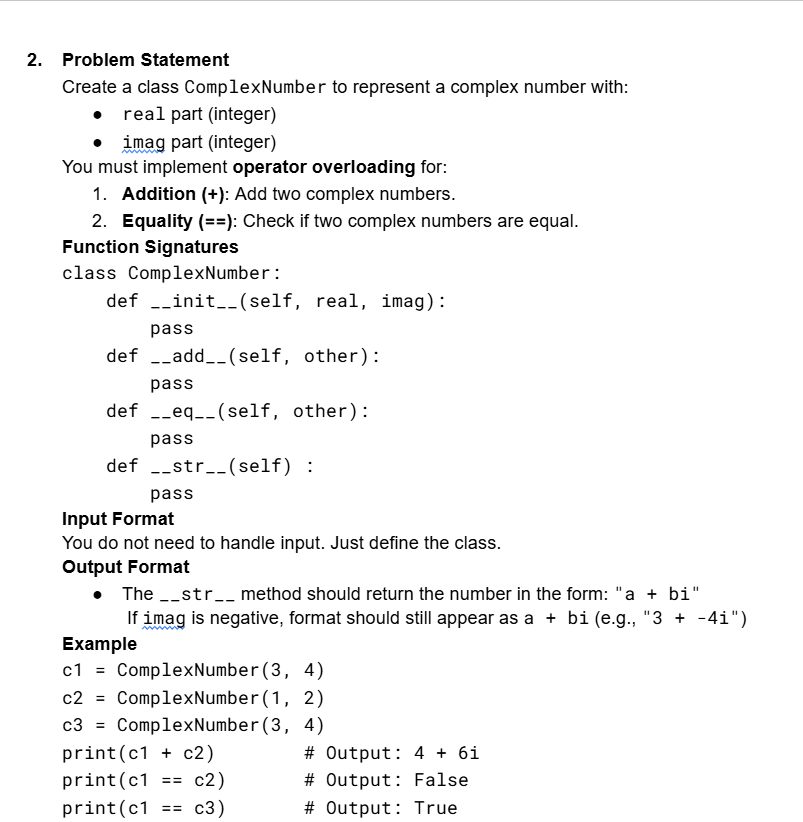 2. Problem Statement
Create a class ComplexNumber to represent a complex number with:
● real part (integer)
● imag part (integer)
You must implement operator overloading for:
1. Addition (+): Add two complex numbers.
2. Equality (==): Check if two complex numbers are equal.
Function Signatures
class ComplexNumber:
    def __init__(self, real, imag):
        pass
    def __add__(self, other):
        pass
    def __eq__(self, other):
        pass
    def __str__(self) :
        pass
Input Format
You do not need to handle input. Just define the class.
Output Format
● The __str__ method should return the number in the form: "a + bi"
If imag is negative, format should still appear as a + bi (e.g., "3 + -4i")
Example
c1 = ComplexNumber(3, 4)
c2 = ComplexNumber(1, 2)
c3 = ComplexNumber(3, 4)
print(c1 + c2)        # Output: 4 + 6i
print(c1 == c2)       # Output: False
print(c1 == c3)       # Output: True